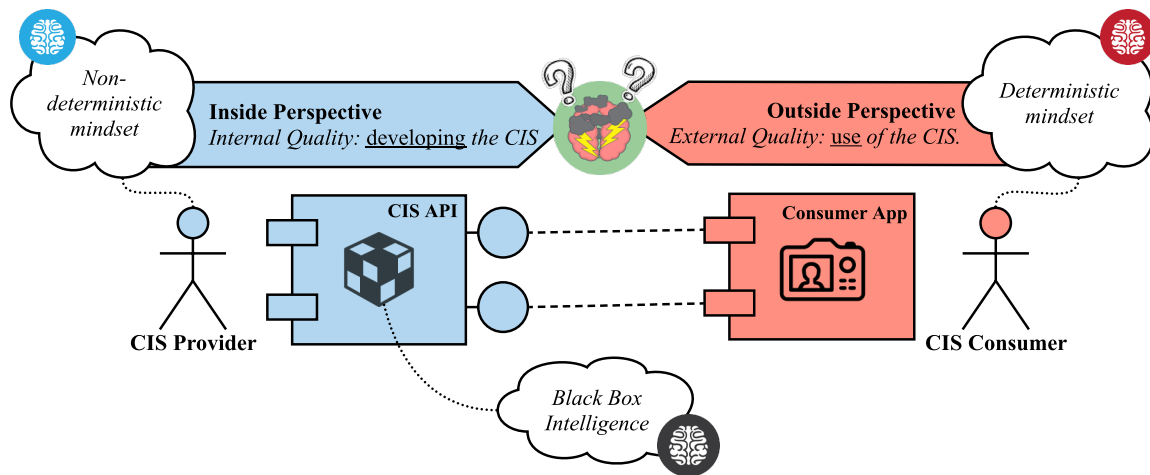 Non-
deterministic
mindset
Inside Perspective
Internal Quality: developing the CIS
? ?
Outside Perspective
External Quality: use of the CIS.
Deterministic
mindset
CIS API
Consumer App
CIS Provider
CIS Consumer
Black Box
Intelligence